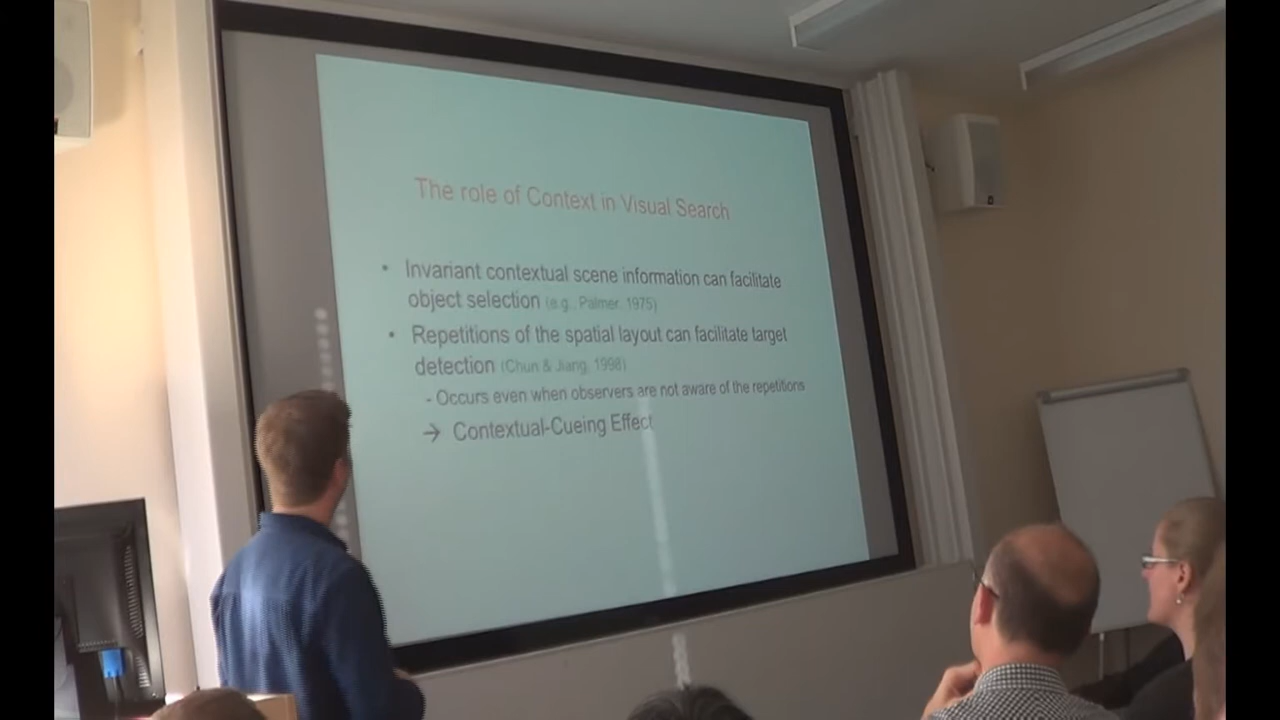 The role of Context in Visual Search
• Invariant contextual scene information can facilitate
object selection (e.g., Palmer, 1975)
• Repetitions of the spatial layout can facilitate target
detection (Chun & Jiang, 1998)
- Occurs even when observers are not aware of the repetitions
→ Contextual-Cueing Effect